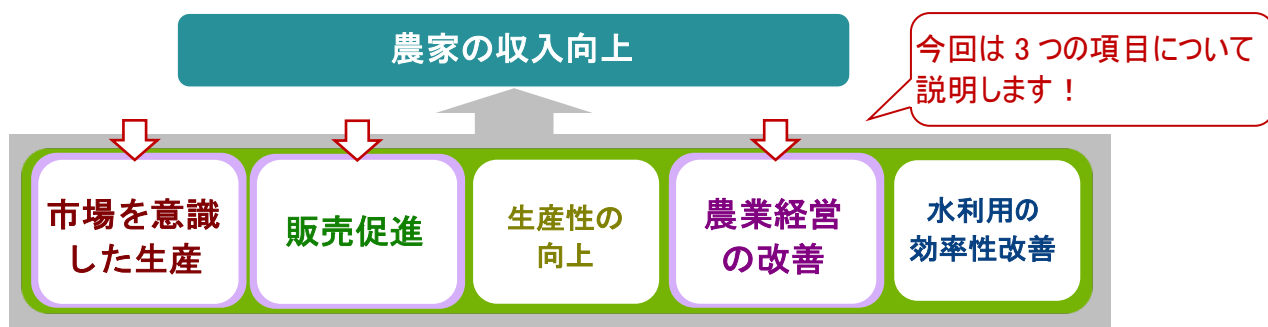 農家の収入向上
今回は3つの項目について
説明します！
市場を意識
した生産
販売促進
生産性の
向上
農業経営
の改善
水利用の
効率性改善